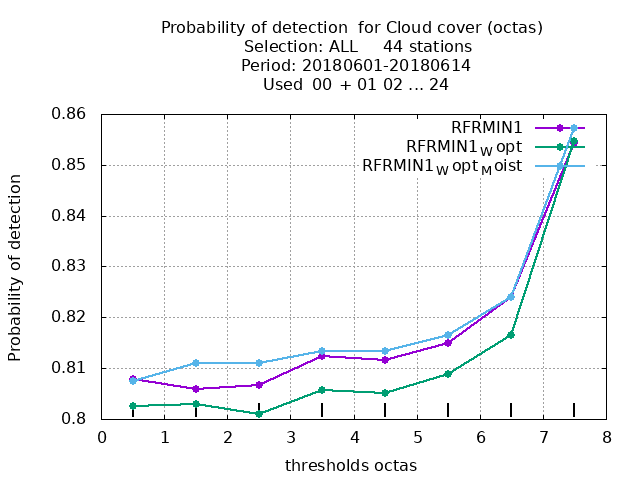 Probability of detection for Cloud cover (octas)
Selection: ALL 44 stations
Period: 20180601-20180614
Used 00 + 01 02 ... 24
RFRMIN1
RFRMIN1_W opt
RFRMIN1_W opt_M oist
Probability of detection
0.86
0.85
0.84
0.83
0.82
0.81
0.8
0 1 2 3 4 5 6 7 8
thresholds octas